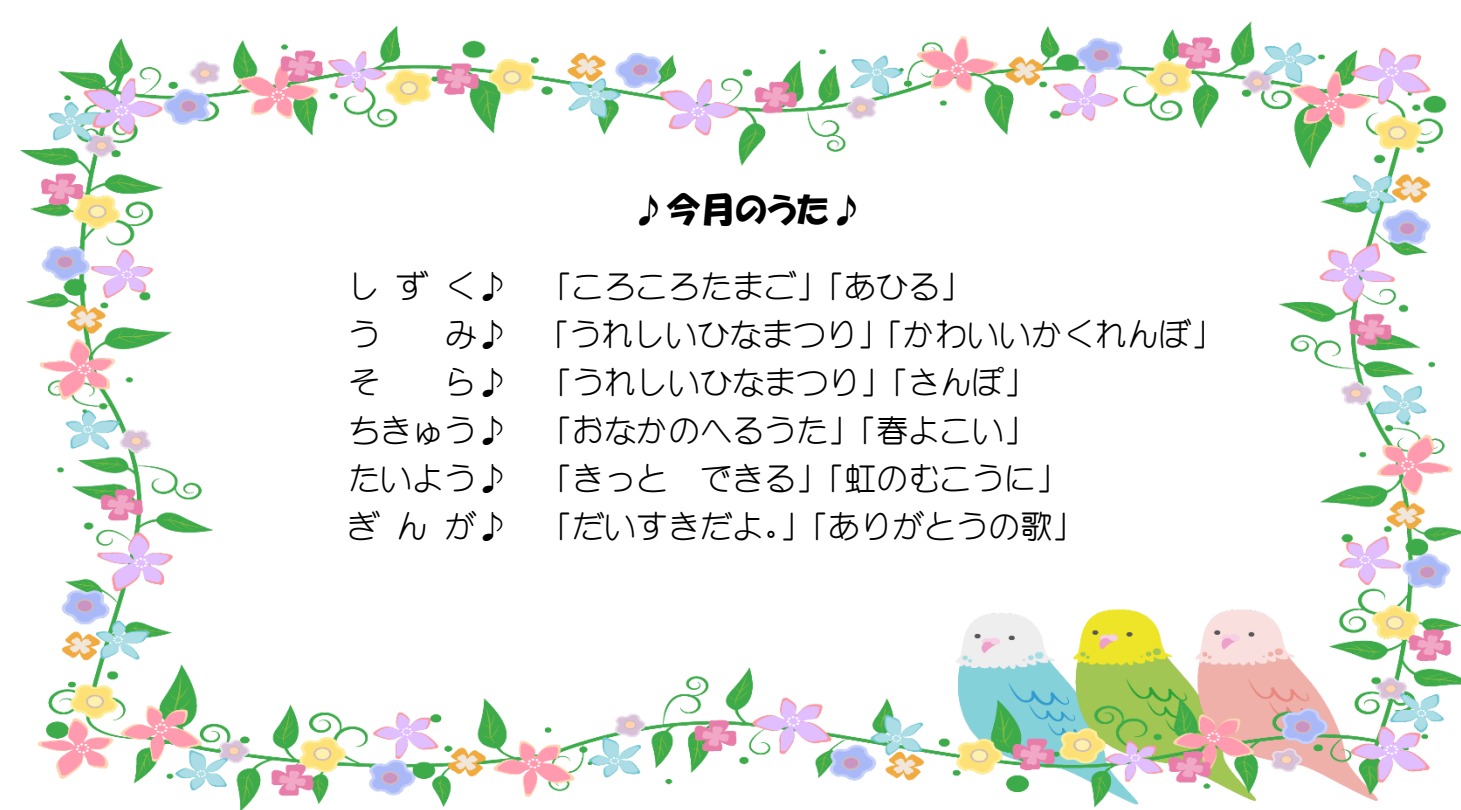 ♪今月のうた♪
し ず く♪ 「ころころたまご」「あひる」
う み♪ 「うれしいひなまつり」「かわいいかくれんぼ」
そ ら♪ 「うれしいひなまつり」「さんぽ」
ちきゅう♪ 「おなかのへるうた」「春よこい」
たいよう♪ 「きっと できる」「虹のむこうに」
ぎ ん が♪ 「だいすきだよ。」「ありがとうの歌」